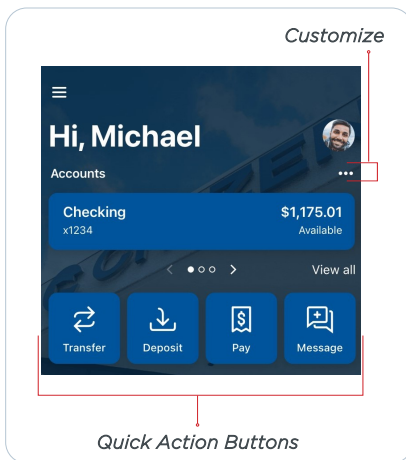 Customize
Hi, Michael
Accounts
Checking $1,175.01
x1234 Available
View all
Transfer Deposit Pay Message
Quick Action Buttons